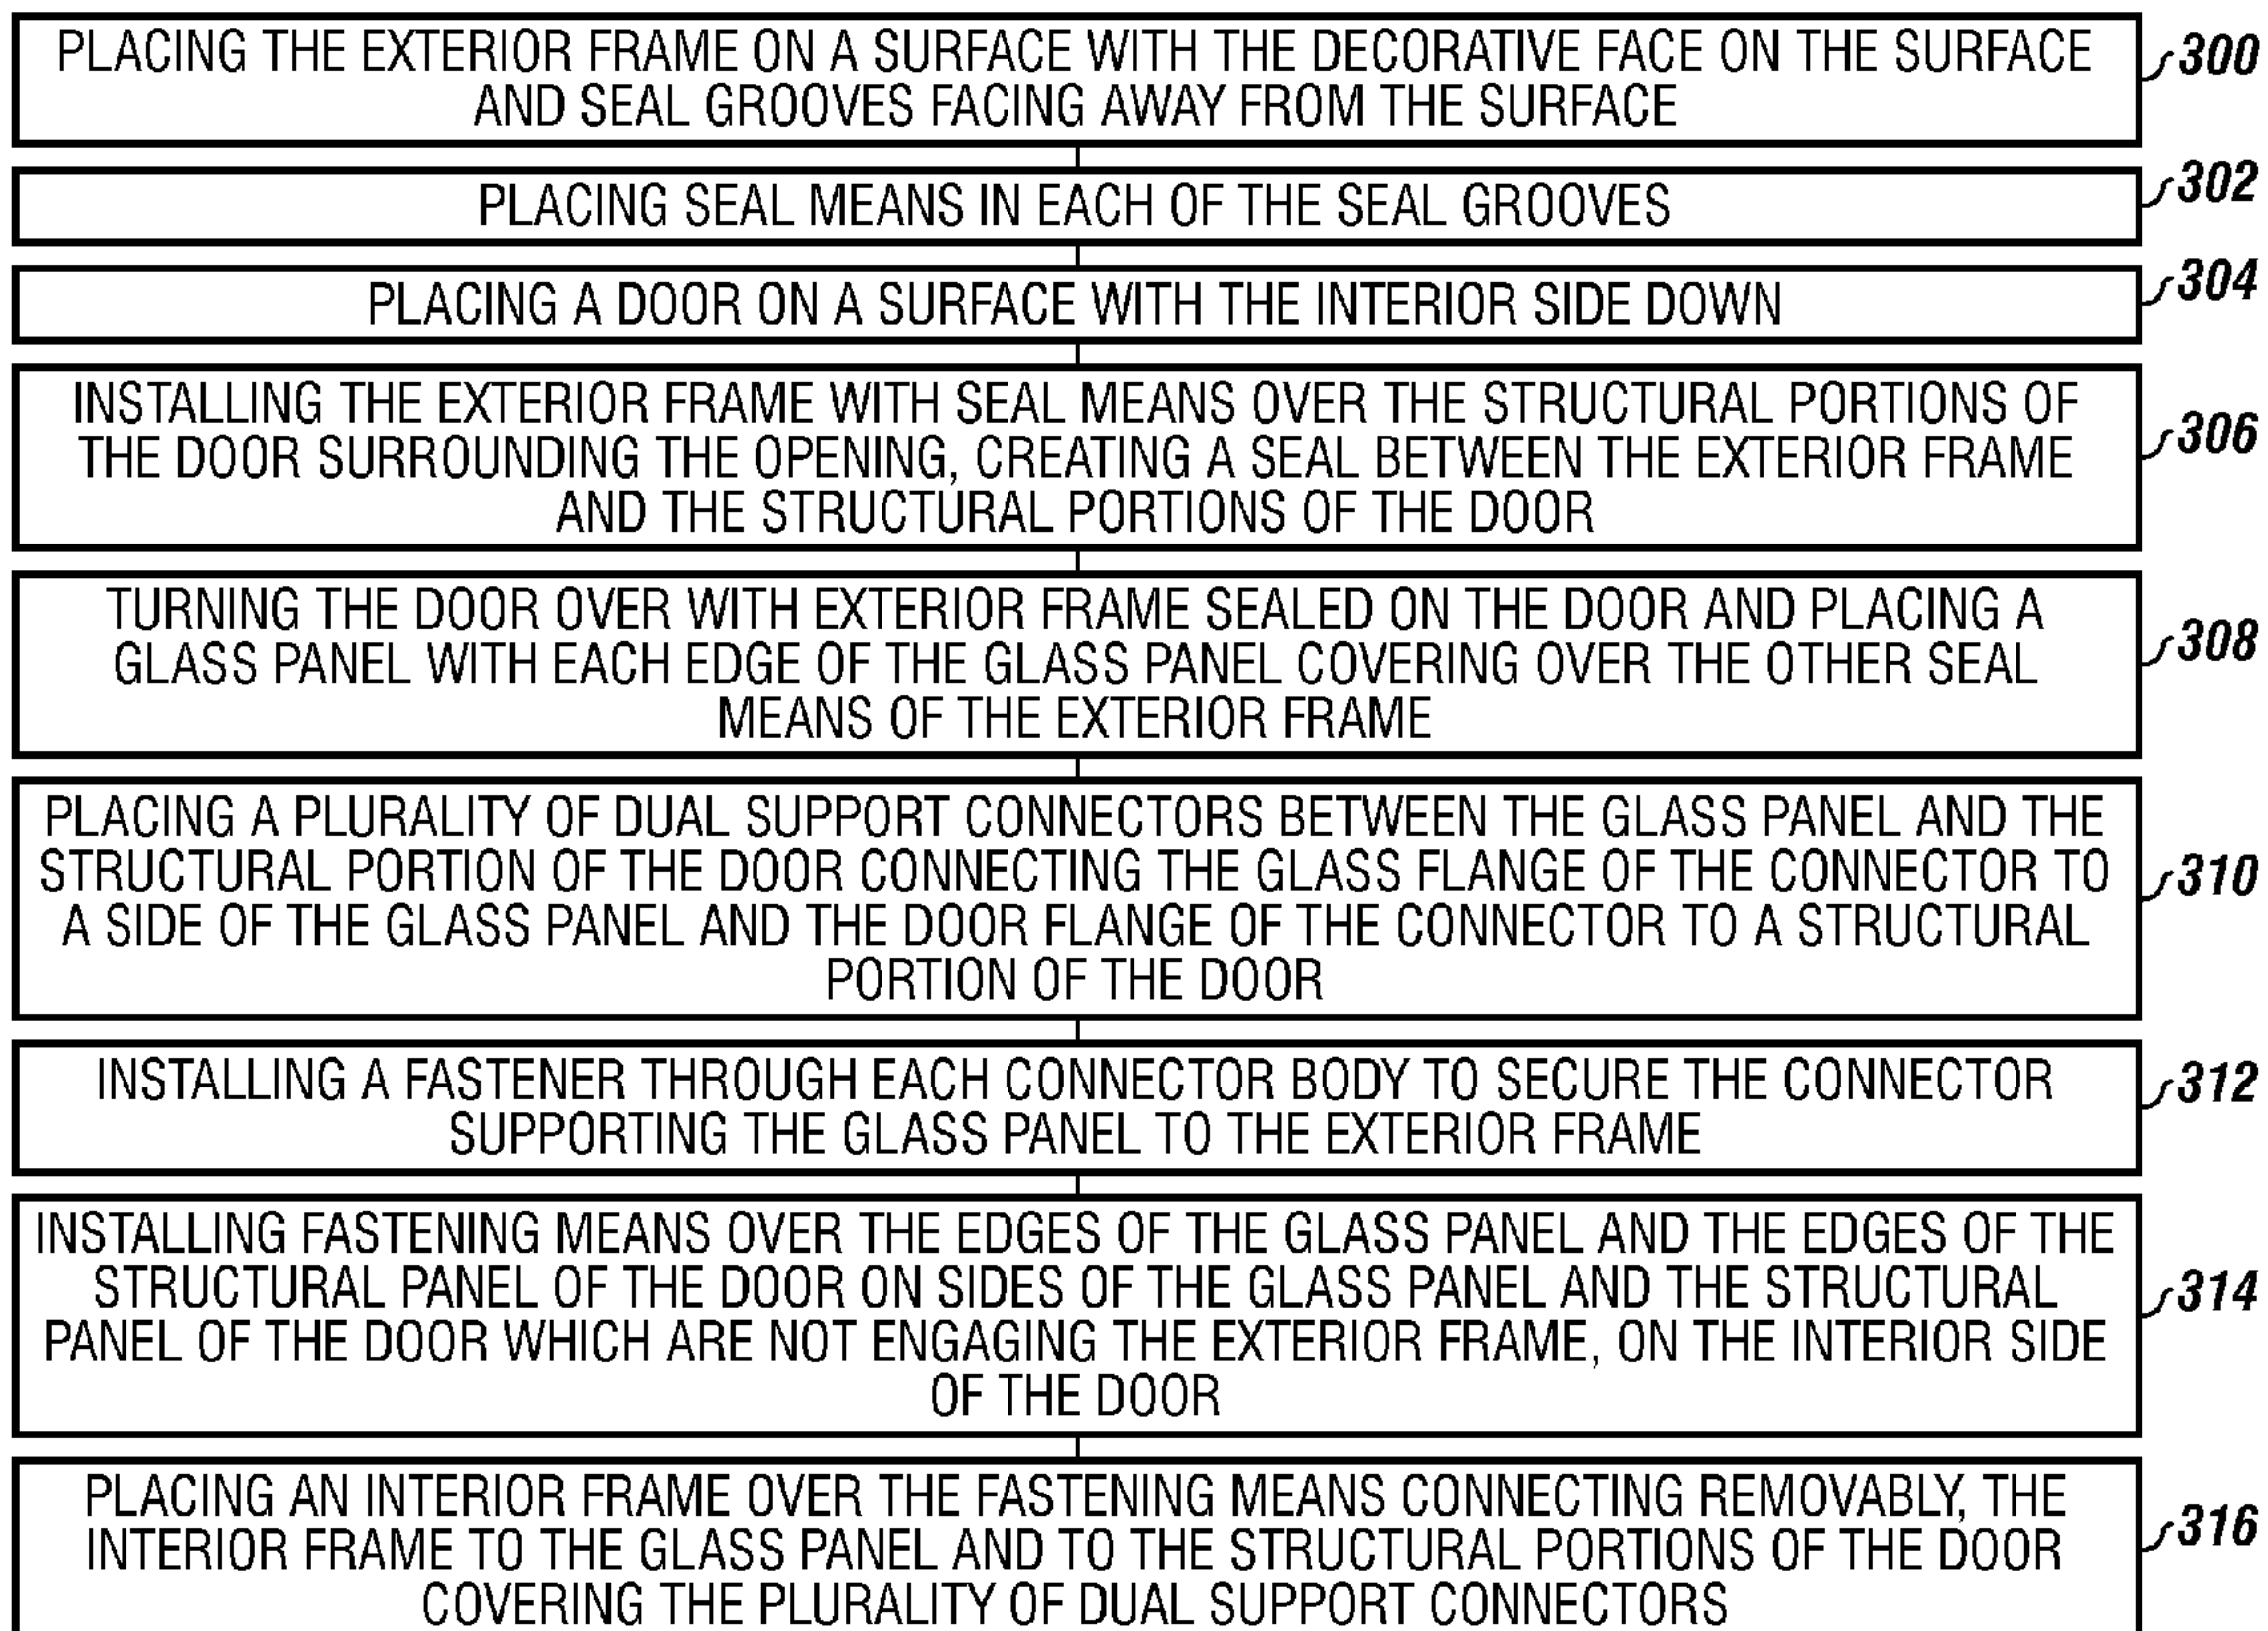 PLACING THE EXTERIOR FRAME ON A SURFACE WITH THE DECORATIVE FACE ON THE SURFACE
AND SEAL GROOVES FACING AWAY FROM THE SURFACE
300
PLACING SEAL MEANS IN EACH OF THE SEAL GROOVES
302
PLACING A DOOR ON A SURFACE WITH THE INTERIOR SIDE DOWN
304
INSTALLING THE EXTERIOR FRAME WITH SEAL MEANS OVER THE STRUCTURAL PORTIONS OF
THE DOOR SURROUNDING THE OPENING, CREATING A SEAL BETWEEN THE EXTERIOR FRAME
AND THE STRUCTURAL PORTIONS OF THE DOOR
306
TURNING THE DOOR OVER WITH EXTERIOR FRAME SEALED ON THE DOOR AND PLACING A
GLASS PANEL WITH EACH EDGE OF THE GLASS PANEL COVERING OVER THE OTHER SEAL
MEANS OF THE EXTERIOR FRAME
308
PLACING A PLURALITY OF DUAL SUPPORT CONNECTORS BETWEEN THE GLASS PANEL AND THE
STRUCTURAL PORTION OF THE DOOR CONNECTING THE GLASS FLANGE OF THE CONNECTOR TO
A SIDE OF THE GLASS PANEL AND THE DOOR FLANGE OF THE CONNECTOR TO A STRUCTURAL
PORTION OF THE DOOR
310
INSTALLING A FASTENER THROUGH EACH CONNECTOR BODY TO SECURE THE CONNECTOR
SUPPORTING THE GLASS PANEL TO THE EXTERIOR FRAME
312
INSTALLING FASTENING MEANS OVER THE EDGES OF THE GLASS PANEL AND THE EDGES OF THE
STRUCTURAL PANEL OF THE DOOR ON SIDES OF THE GLASS PANEL AND THE STRUCTURAL
PANEL OF THE DOOR WHICH ARE NOT ENGAGING THE EXTERIOR FRAME, ON THE INTERIOR SIDE
OF THE DOOR
314
PLACING AN INTERIOR FRAME OVER THE FASTENING MEANS CONNECTING REMOVABLY, THE
INTERIOR FRAME TO THE GLASS PANEL AND TO THE STRUCTURAL PORTIONS OF THE DOOR
COVERING THE PLURALITY OF DUAL SUPPORT CONNECTORS
316